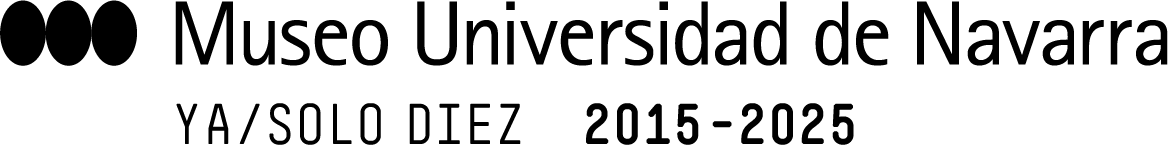 Museo Universidad de Navarra
YA/SOLO DIEZ 2015-2025